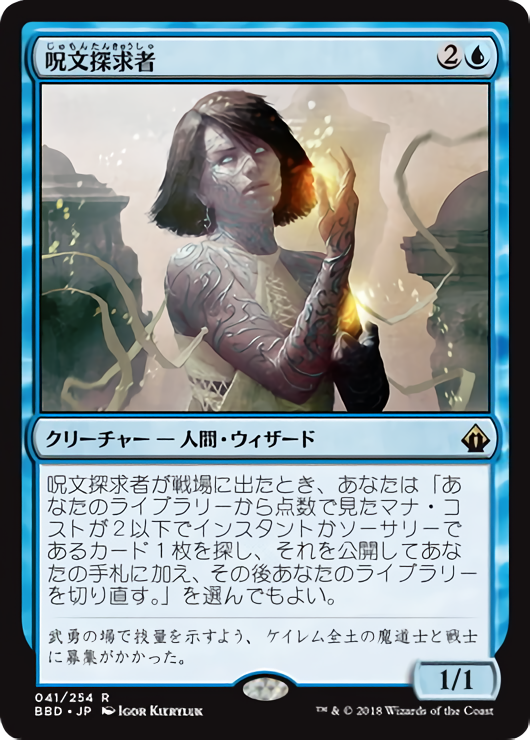 じゅもんたんきゅうしゃ
呪文探求者 2
クリーチャー — 人間・ウィザード
呪文探求者が戦場に出たとき、あなたは「あ
なたのライブラリーから点数で見たマナ・コ
ストが2以下でインスタントかソーサリーで
あるカード1枚を探し、それを公開してあな
たの手札に加え、その後あなたのライブラリー
を切り直す。」を選んでもよい。
武勇の場で技量を示すよう、ケイレム全土の魔道士と戦士
に募集がかかった。
1/1
041/254 R
BBD • JP Igor Kieryluk
™ & © 2018 Wizards of the Coast